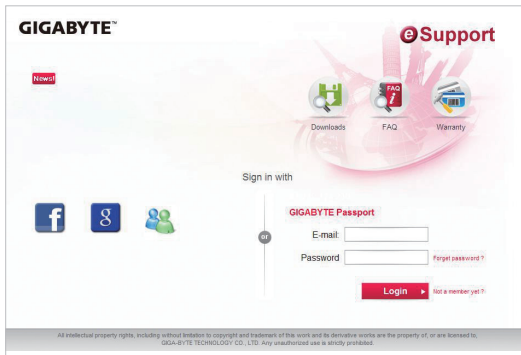 GIGABYTE™
eSupport
News!
FAQ
Downloads
FAQ
Warranty
Sign in with
GIGABYTE Passport
or
E-mail:
Password
Forget password ?
Login
Not a member yet ?
All intellectual property rights, including without limitation to copyright and trademark of this work and its derivative works are the property of, or are licensed to,
GIGA-BYTE TECHNOLOGY CO., LTD. Any unauthorized use is strictly prohibited.